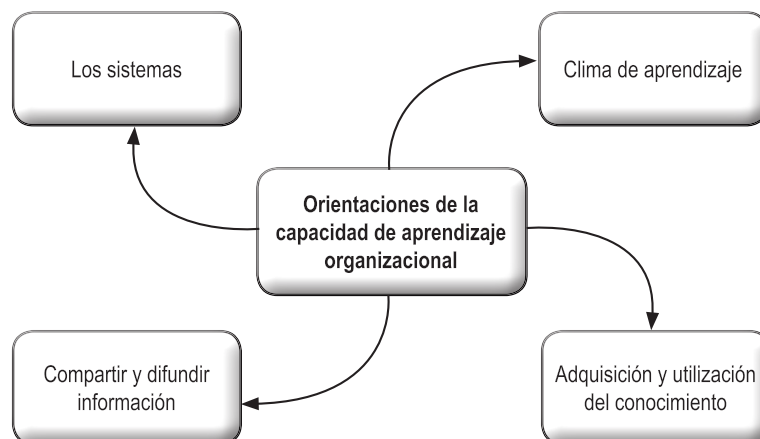 Los sistemas
Clima de aprendizaje
Orientaciones de la
capacidad de aprendizaje
organizacional
Compartir y difundir
información
Adquisición y utilización
del conocimiento